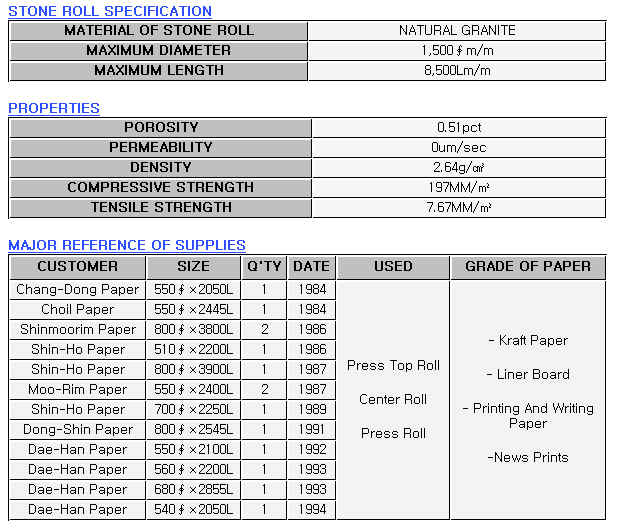 STONE ROLL SPECIFICATION
MATERIAL OF STONE ROLL NATURAL GRANITE
MAXIMUM DIAMETER 1,500∮m/m
MAXIMUM LENGTH 8,500Lm/m
PROPERTIES
POROSITY 0.51pct
PERMEABILITY 0um/sec
DENSITY 2.64g/㎤
COMPRESSIVE STRENGTH 197MM/㎡
TENSILE STRENGTH 7.67MM/㎡
MAJOR REFERENCE OF SUPPLIES
CUSTOMER SIZE Q'TY DATE USED GRADE OF PAPER
Chang-Dong Paper 550∮×2050L 1 1984
Choil Paper 550∮×2445L 1 1984
Shinmoorim Paper 800∮×3800L 2 1986
Shin-Ho Paper 510∮×2200L 1 1986
Shin-Ho Paper 800∮×3900L 1 1987
Moo-Rim Paper 550∮×2400L 2 1987
Shin-Ho Paper 700∮×2250L 1 1989
Dong-Shin Paper 800∮×2545L 1 1991
Dae-Han Paper 550∮×2100L 1 1992
Dae-Han Paper 560∮×2200L 1 1993
Dae-Han Paper 680∮×2855L 1 1993
Dae-Han Paper 540∮×2050L 1 1994
Press Top Roll
Center Roll
Press Roll
- Kraft Paper
- Liner Board
- Printing And Writing
Paper
-News Prints